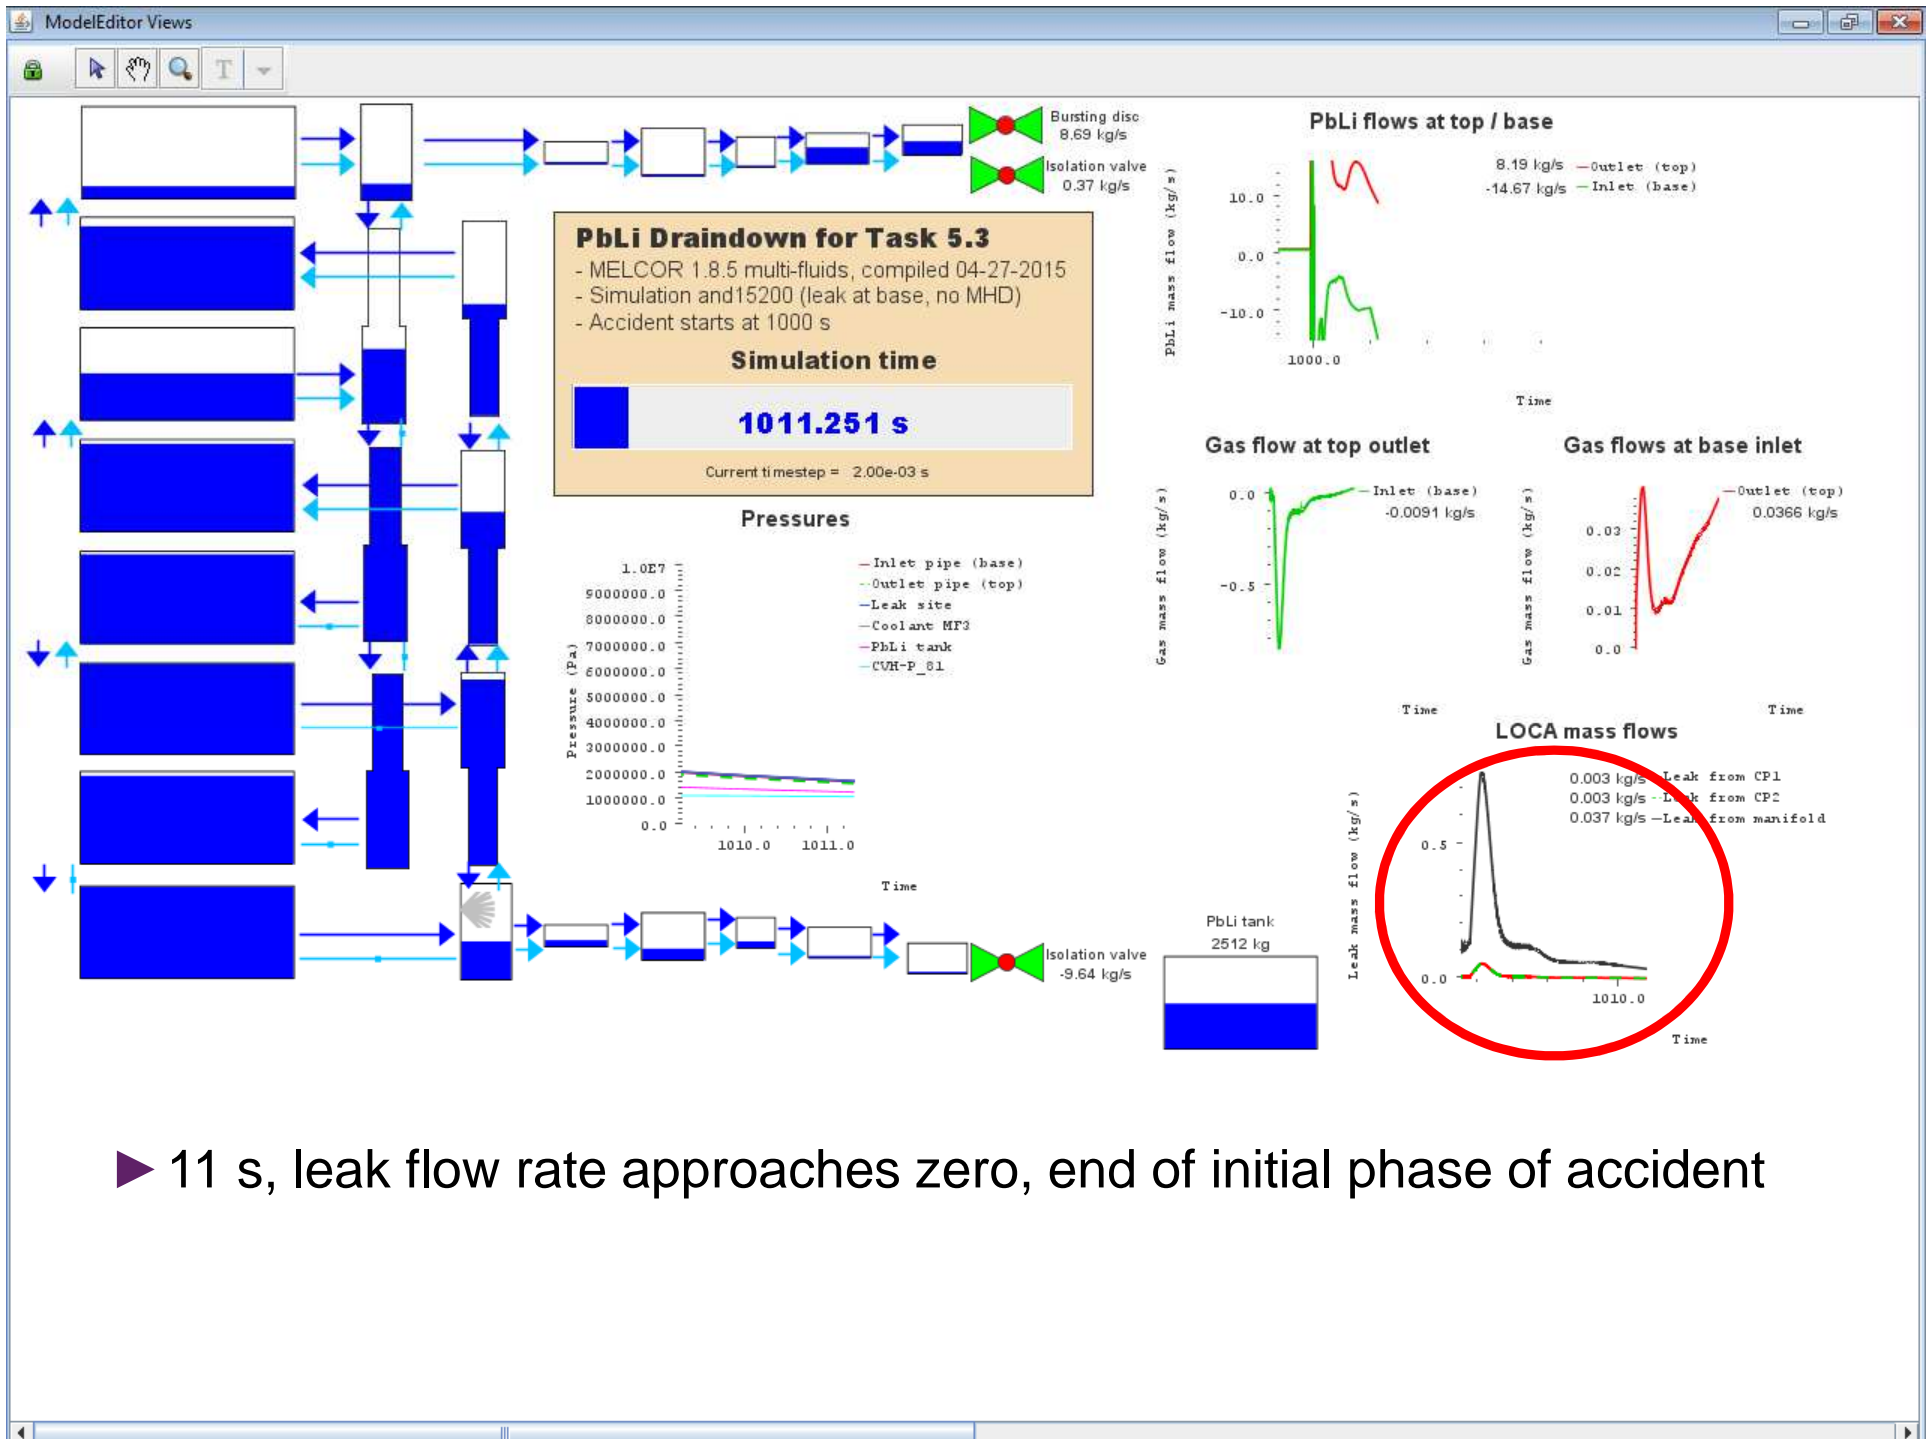 ModelEditor Views
T
Bursting disc
8.69 kg/s
Isolation valve
0.37 kg/s
PbLi Draindown for Task 5.3
- MELCOR 1.8.5 multi-fluids, compiled 04-27-2015
- Simulation and15200 (leak at base, no MHD)
- Accident starts at 1000 s
Simulation time
1011.251 s
Current timestep = 2.00e-03 s
PbLi flows at top / base
8.19 kg/s Outlet (top)
-14.67 kg/s Inlet (base)
PbLi mass flow (kg/s)
10.0
0.0
-10.0
1000.0
Time
Gas flow at top outlet
Inlet (base)
-0.0091 kg/s
Gas mass flow (kg/s)
0.0
-0.5
Time
Gas flows at base inlet
Outlet (top)
0.0366 kg/s
Gas mass flow (kg/s)
0.03
0.02
0.01
0.0
Time
Pressures
Inlet pipe (base)
Outlet pipe (top)
Leak site
Coolant MF3
PbLi tank
CVH-P_81
Pressure (Pa)
1.0E7
9000000.0
8000000.0
7000000.0
6000000.0
5000000.0
4000000.0
3000000.0
2000000.0
1000000.0
0.0
1010.0 1011.0
Time
LOCA mass flows
0.003 kg/s Leak from CP1
0.003 kg/s Leak from CP2
0.037 kg/s Leak from manifold
Leak mass flow (kg/s)
0.5
0.0
1010.0
Time
PbLi tank
2512 kg
Isolation valve
-9.64 kg/s
► 11 s, leak flow rate approaches zero, end of initial phase of accident